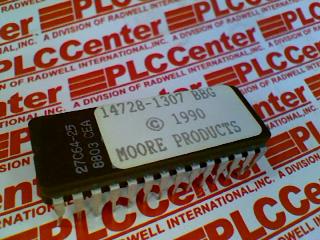 14728-1307 BBG
© 1990
MOORE PRODUCTS
27C64-25
8803 CEA
PLCCenter
A DIVISION OF RADWELL INTERNATIONAL, INC.